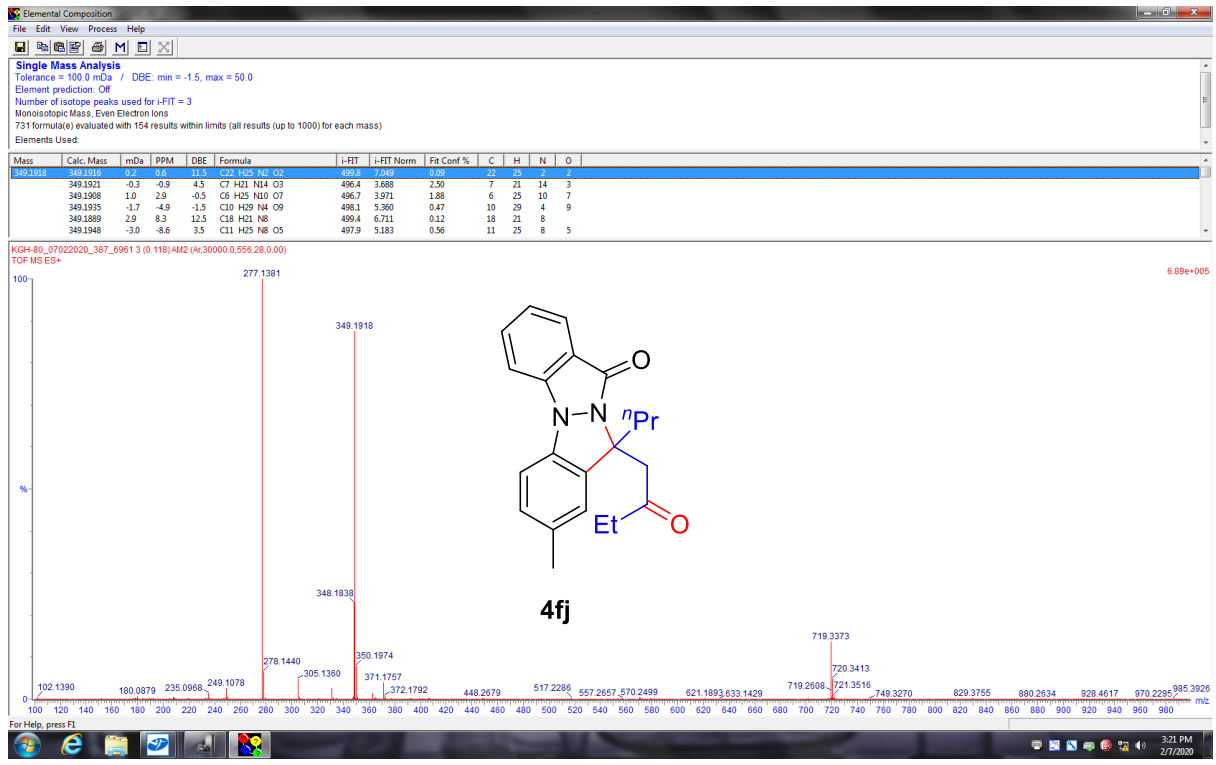 Elemental Composition
File Edit View Process Help
Single Mass Analysis
Tolerance = 100.0 mDa / DBE: min = -1.5, max = 50.0
Element prediction: Off
Number of isotope peaks used for i-FIT = 3
Monoisotopic Mass, Even Electron Ions
731 formula(e) evaluated with 154 results within limits (all results (up to 1000) for each mass)
Elements Used:
Mass Calc. Mass mDa PPM DBE Formula i-FIT i-FIT Norm Fit Conf % C H N O
349.1918 349.1916 0.2 0.6 11.5 C22 H25 N2 O2 499.8 7.049 0.09 22 25 2 2
349.1921 -0.3 -0.9 4.5 C7 H21 N14 O3 496.4 3.688 2.50 7 21 14 3
349.1908 1.0 2.9 -0.5 C6 H25 N10 O7 496.7 3.971 1.88 6 25 10 7
349.1935 -1.7 -4.9 -1.5 C10 H29 N4 O9 498.1 5.360 0.47 10 29 4 9
349.1889 2.9 8.3 12.5 C18 H21 N8 499.4 6.711 0.12 18 21 8
349.1948 -3.0 -8.6 3.5 C11 H25 N8 O5 497.9 5.183 0.56 11 25 8 5
KGH-80_07022020_387_6961 3 (0.118) AM2 (Ar,30000.0,556.28,0.00)
TOF MS ES+
6.89e+005
100
%
0
277.1381
349.1918
348.1838
350.1974
278.1440
305.1360
371.1757
372.1792
102.1390
180.0879
235.0968
249.1078
448.2679
517.2286
557.2657
570.2499
621.1893
633.1429
719.3373
720.3413
719.2608
721.3516
749.3270
829.3755
880.2634
928.4617
970.2295
985.3926
O
N N nPr
Et O
4fj
100 120 140 160 180 200 220 240 260 280 300 320 340 360 380 400 420 440 460 480 500 520 540 560 580 600 620 640 660 680 700 720 740 760 780 800 820 840 860 880 900 920 940 960 980 m/z
For Help, press F1
3:21 PM
2/7/2020